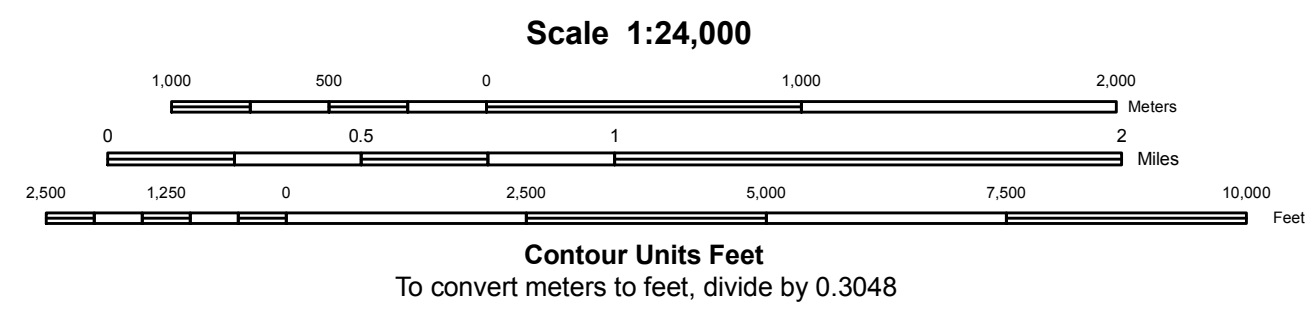 Scale 1:24,000
1,000 500 0 1,000 2,000
Meters
0 0.5 1 2
Miles
2,500 1,250 0 2,500 5,000 7,500 10,000
Feet
Contour Units Feet
To convert meters to feet, divide by 0.3048